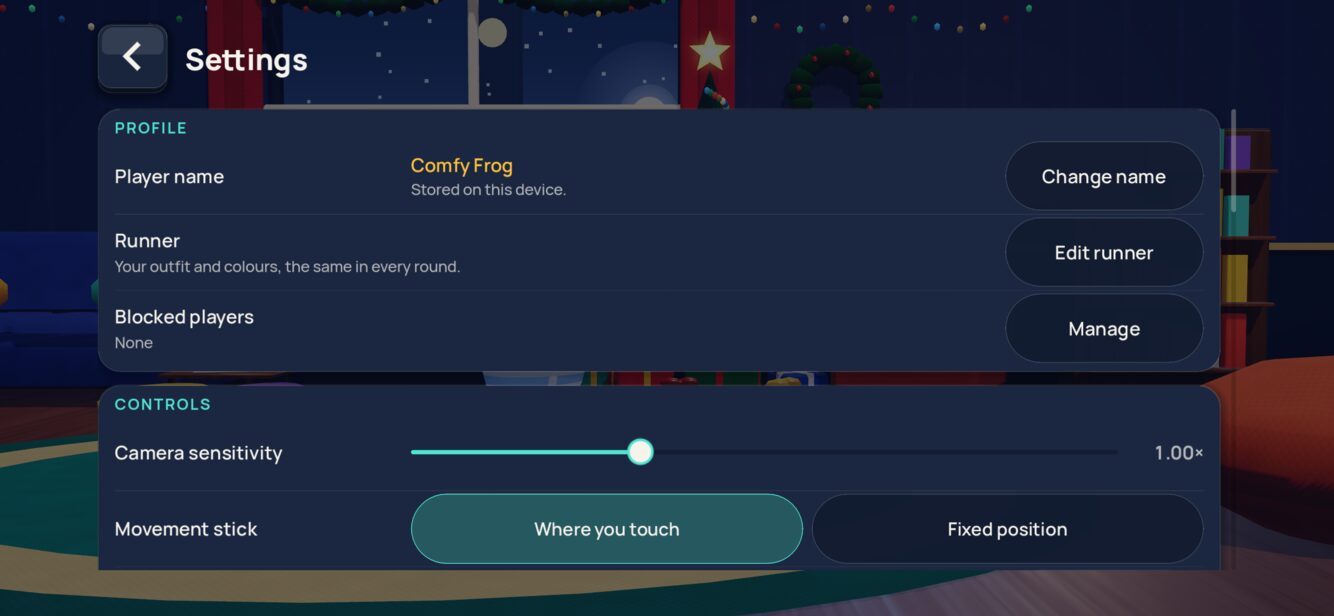 Settings
PROFILE
Player name
Comfy Frog
Stored on this device.
Change name
Runner
Your outfit and colours, the same in every round.
Edit runner
Blocked players
None
Manage
CONTROLS
Camera sensitivity
1.00×
Movement stick
Where you touch
Fixed position